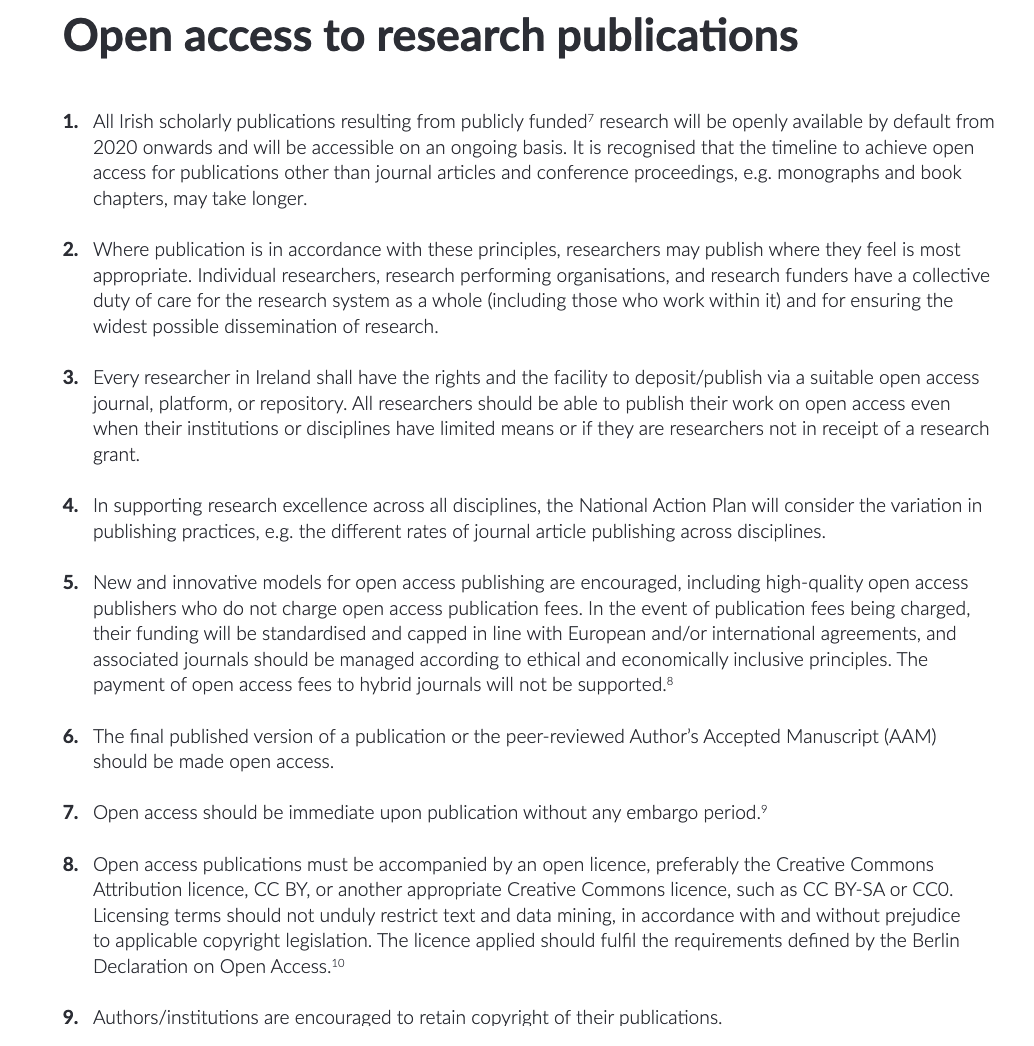 Open access to research publications
1. All Irish scholarly publications resulting from publicly funded⁷ research will be openly available by default from
2020 onwards and will be accessible on an ongoing basis. It is recognised that the timeline to achieve open
access for publications other than journal articles and conference proceedings, e.g. monographs and book
chapters, may take longer.
2. Where publication is in accordance with these principles, researchers may publish where they feel is most
appropriate. Individual researchers, research performing organisations, and research funders have a collective
duty of care for the research system as a whole (including those who work within it) and for ensuring the
widest possible dissemination of research.
3. Every researcher in Ireland shall have the rights and the facility to deposit/publish via a suitable open access
journal, platform, or repository. All researchers should be able to publish their work on open access even
when their institutions or disciplines have limited means or if they are researchers not in receipt of a research
grant.
4. In supporting research excellence across all disciplines, the National Action Plan will consider the variation in
publishing practices, e.g. the different rates of journal article publishing across disciplines.
5. New and innovative models for open access publishing are encouraged, including high-quality open access
publishers who do not charge open access publication fees. In the event of publication fees being charged,
their funding will be standardised and capped in line with European and/or international agreements, and
associated journals should be managed according to ethical and economically inclusive principles. The
payment of open access fees to hybrid journals will not be supported.⁸
6. The final published version of a publication or the peer-reviewed Author’s Accepted Manuscript (AAM)
should be made open access.
7. Open access should be immediate upon publication without any embargo period.⁹
8. Open access publications must be accompanied by an open licence, preferably the Creative Commons
Attribution licence, CC BY, or another appropriate Creative Commons licence, such as CC BY-SA or CC0.
Licensing terms should not unduly restrict text and data mining, in accordance with and without prejudice
to applicable copyright legislation. The licence applied should fulfil the requirements defined by the Berlin
Declaration on Open Access.¹⁰
9. Authors/institutions are encouraged to retain copyright of their publications.